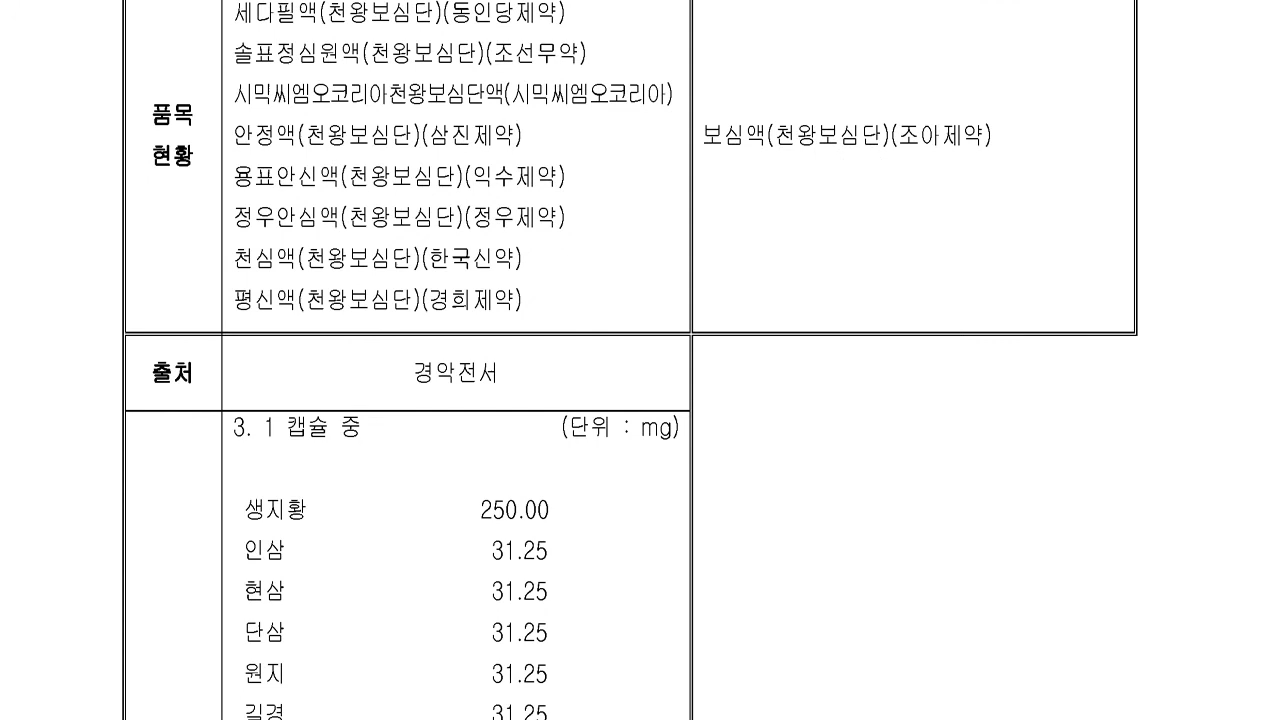 세다필액(천왕보심단)(동인당제약)
솔표정심원액(천왕보심단)(조선무약)
시믹씨엠오코리아천왕보심단액(시믹씨엠오코리아)
품목
현황
안정액(천왕보심단)(삼진제약)
보심액(천왕보심단)(조아제약)
용표안신액(천왕보심단)(익수제약)
정우안심액(천왕보심단)(정우제약)
천심액(천왕보심단)(한국신약)
평신액(천왕보심단)(경희제약)
출처 경악전서
3. 1 캡슐 중 (단위 : mg)
생지황 250.00
인삼 31.25
현삼 31.25
단삼 31.25
원지 31.25
길경 31.25